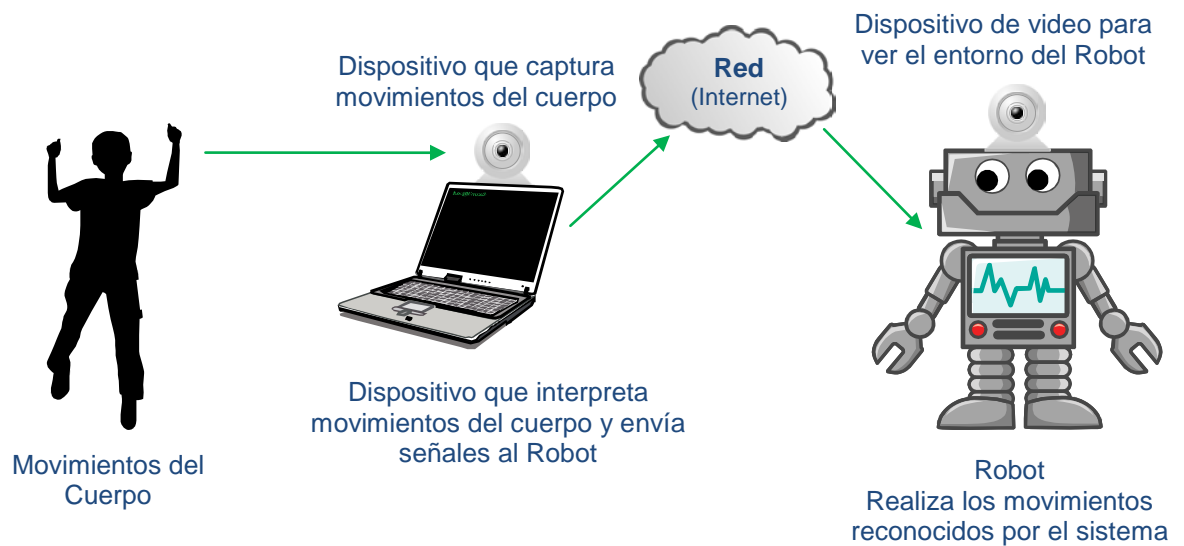 Dispositivo que captura
movimientos del cuerpo
Red
(Internet)
Dispositivo de video para
ver el entorno del Robot
Dispositivo que interpreta
movimientos del cuerpo y envía
señales al Robot
Movimientos del
Cuerpo
Robot
Realiza los movimientos
reconocidos por el sistema